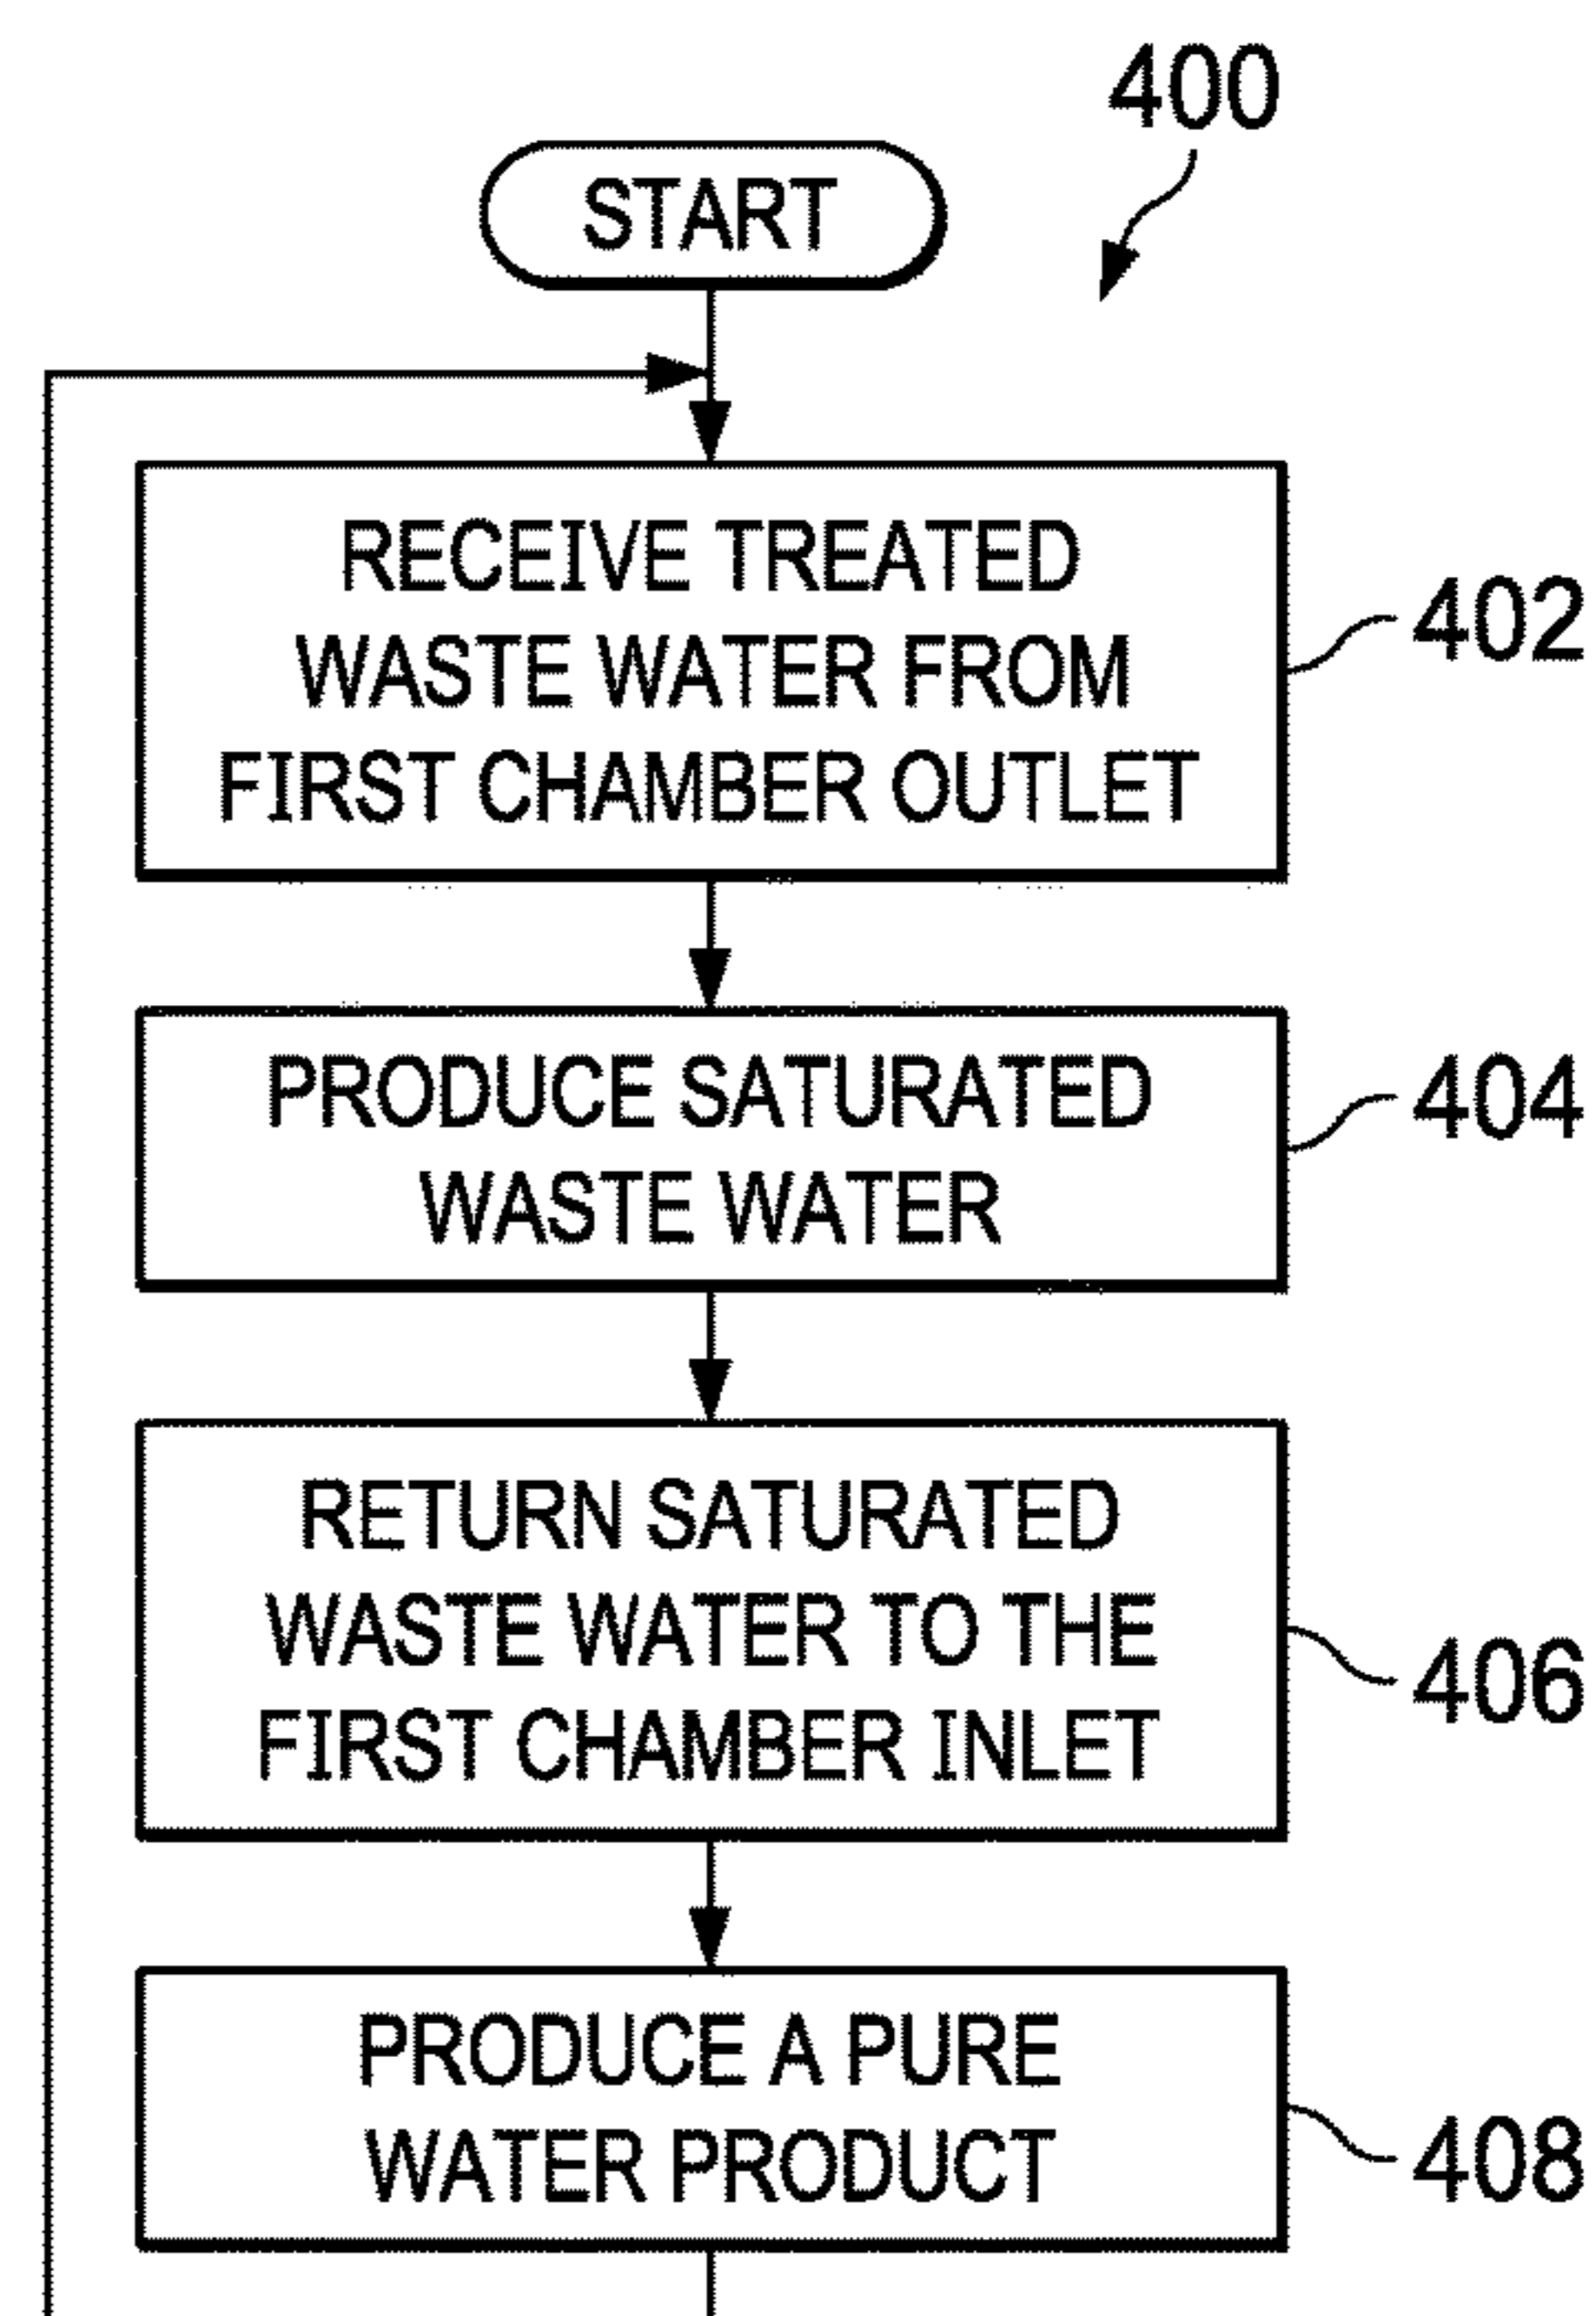 400
START
RECEIVE TREATED
WASTE WATER FROM
FIRST CHAMBER OUTLET
402
PRODUCE SATURATED
WASTE WATER
404
RETURN SATURATED
WASTE WATER TO THE
FIRST CHAMBER INLET
406
PRODUCE A PURE
WATER PRODUCT
408